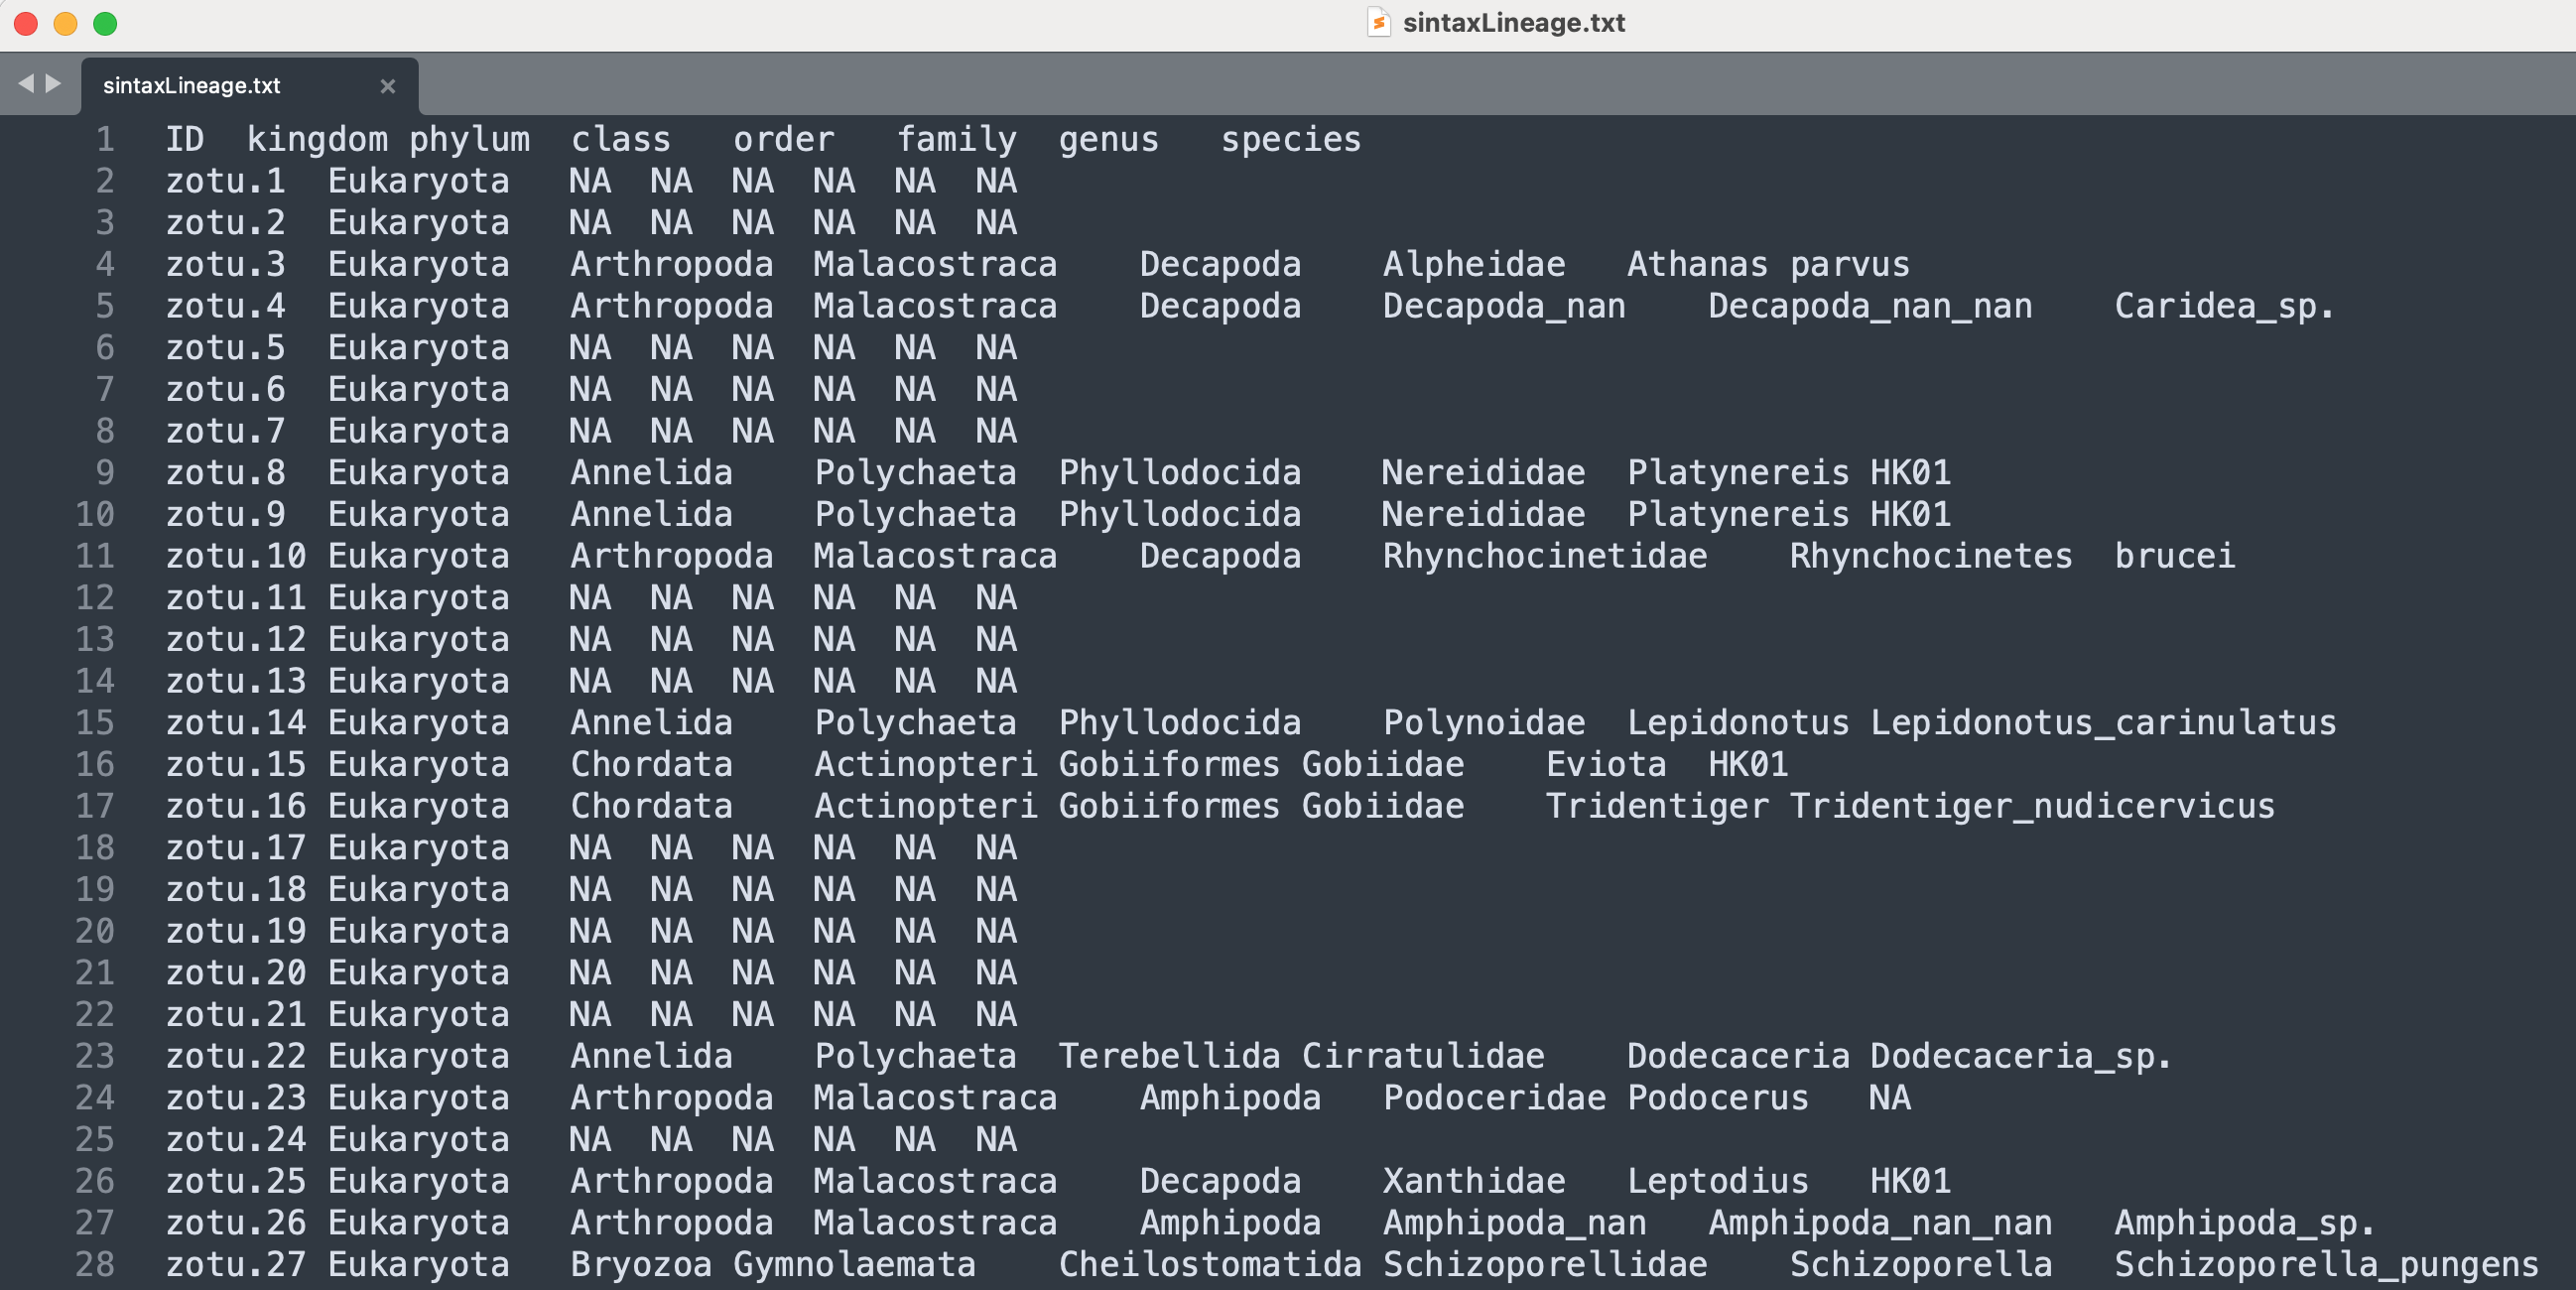 sintaxLineage.txt
sintaxLineage.txt ×
1 ID kingdom phylum class order family genus species
2 zotu.1 Eukaryota NA NA NA NA NA NA
3 zotu.2 Eukaryota NA NA NA NA NA NA
4 zotu.3 Eukaryota Arthropoda Malacostraca Decapoda Alpheidae Athanas parvus
5 zotu.4 Eukaryota Arthropoda Malacostraca Decapoda Decapoda_nan Decapoda_nan_nan Caridea_sp.
6 zotu.5 Eukaryota NA NA NA NA NA NA
7 zotu.6 Eukaryota NA NA NA NA NA NA
8 zotu.7 Eukaryota NA NA NA NA NA NA
9 zotu.8 Eukaryota Annelida Polychaeta Phyllodocida Nereididae Platynereis HK01
10 zotu.9 Eukaryota Annelida Polychaeta Phyllodocida Nereididae Platynereis HK01
11 zotu.10 Eukaryota Arthropoda Malacostraca Decapoda Rhynchocinetidae Rhynchocinetes brucei
12 zotu.11 Eukaryota NA NA NA NA NA NA
13 zotu.12 Eukaryota NA NA NA NA NA NA
14 zotu.13 Eukaryota NA NA NA NA NA NA
15 zotu.14 Eukaryota Annelida Polychaeta Phyllodocida Polynoidae Lepidonotus Lepidonotus_carinulatus
16 zotu.15 Eukaryota Chordata Actinopteri Gobiiformes Gobiidae Eviota HK01
17 zotu.16 Eukaryota Chordata Actinopteri Gobiiformes Gobiidae Tridentiger Tridentiger_nudicervicus
18 zotu.17 Eukaryota NA NA NA NA NA NA
19 zotu.18 Eukaryota NA NA NA NA NA NA
20 zotu.19 Eukaryota NA NA NA NA NA NA
21 zotu.20 Eukaryota NA NA NA NA NA NA
22 zotu.21 Eukaryota NA NA NA NA NA NA
23 zotu.22 Eukaryota Annelida Polychaeta Terebellida Cirratulidae Dodecaceria Dodecaceria_sp.
24 zotu.23 Eukaryota Arthropoda Malacostraca Amphipoda Podoceridae Podocerus NA
25 zotu.24 Eukaryota NA NA NA NA NA NA
26 zotu.25 Eukaryota Arthropoda Malacostraca Decapoda Xanthidae Leptodius HK01
27 zotu.26 Eukaryota Arthropoda Malacostraca Amphipoda Amphipoda_nan Amphipoda_nan_nan Amphipoda_sp.
28 zotu.27 Eukaryota Bryozoa Gymnolaemata Cheilostomatida Schizoporellidae Schizoporella Schizoporella_pungens